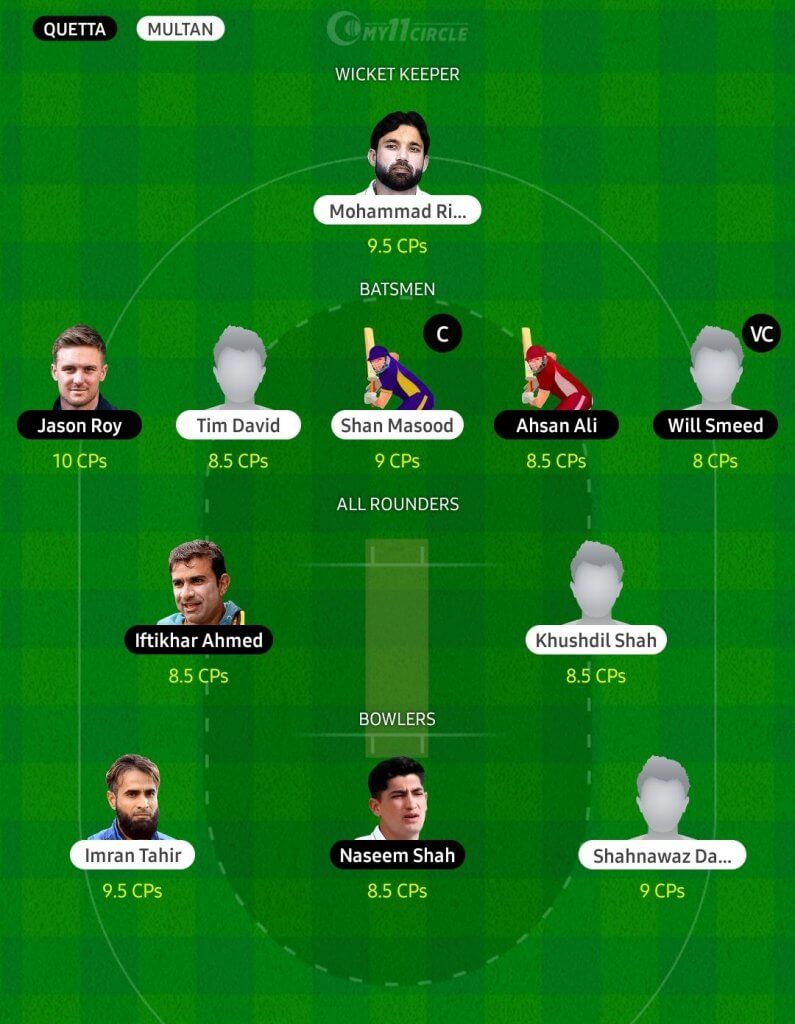 QUETTA MULTAN
MY11CIRCLE
WICKET KEEPER
Mohammad Ri...
9.5 CPs
BATSMEN
C VC
Jason Roy Tim David Shan Masood Ahsan Ali Will Smeed
10 CPs 8.5 CPs 9 CPs 8.5 CPs 8 CPs
ALL ROUNDERS
Iftikhar Ahmed Khushdil Shah
8.5 CPs 8.5 CPs
BOWLERS
Imran Tahir Naseem Shah Shahnawaz Da...
9.5 CPs 8.5 CPs 9 CPs